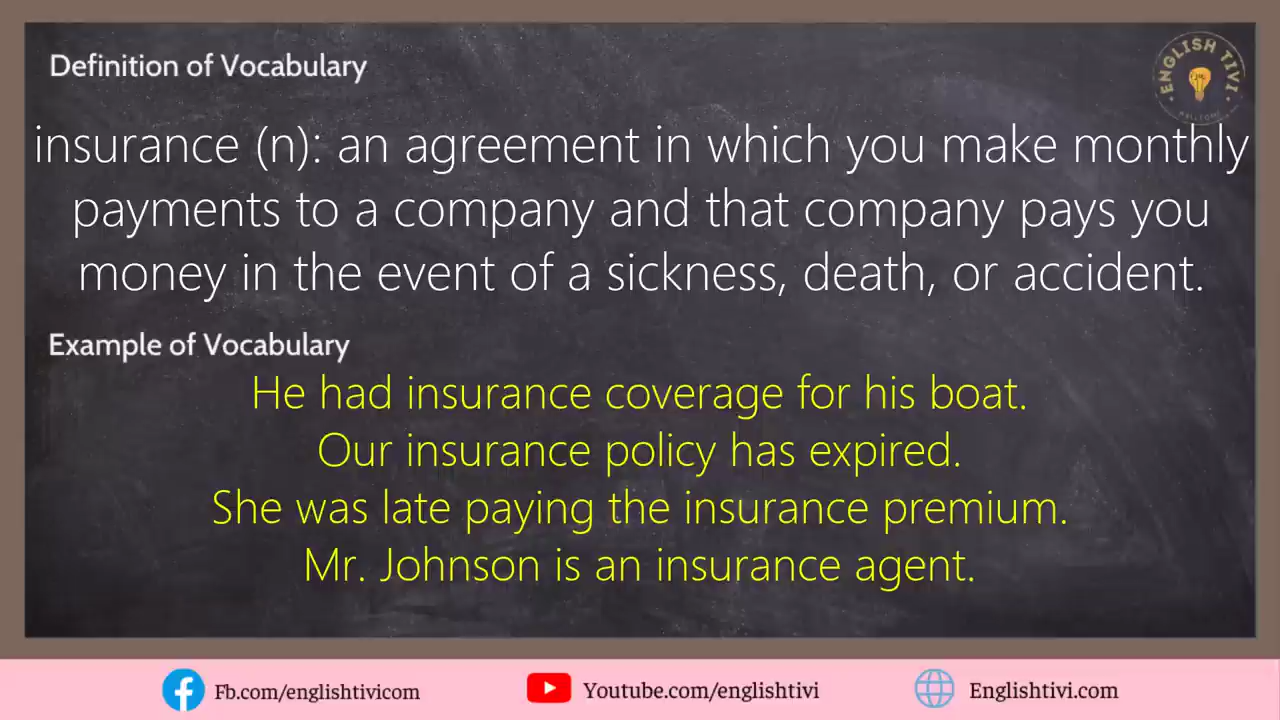 Definition of Vocabulary
ENGLISH TIVI
insurance (n): an agreement in which you make monthly
payments to a company and that company pays you
money in the event of a sickness, death, or accident.
Example of Vocabulary
He had insurance coverage for his boat.
Our insurance policy has expired.
She was late paying the insurance premium.
Mr. Johnson is an insurance agent.
Fb.com/englishtivicom
Youtube.com/englishtivi
Englishtivi.com